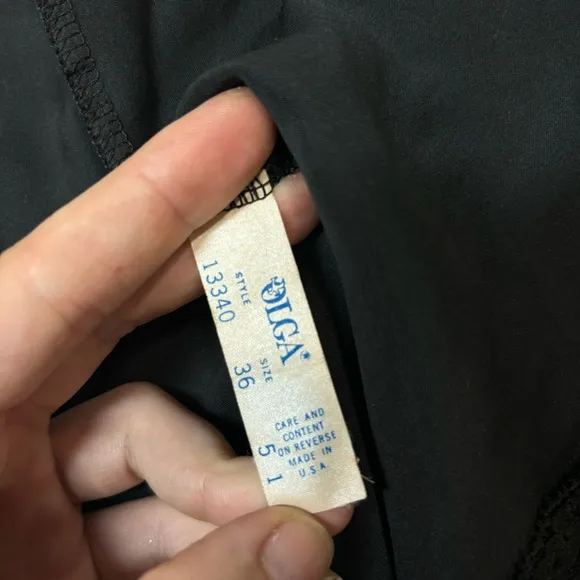 OLGA®
STYLE
13340
SIZE
36
CARE AND
CONTENT
ON REVERSE
MADE IN
U.S.A.
5 1